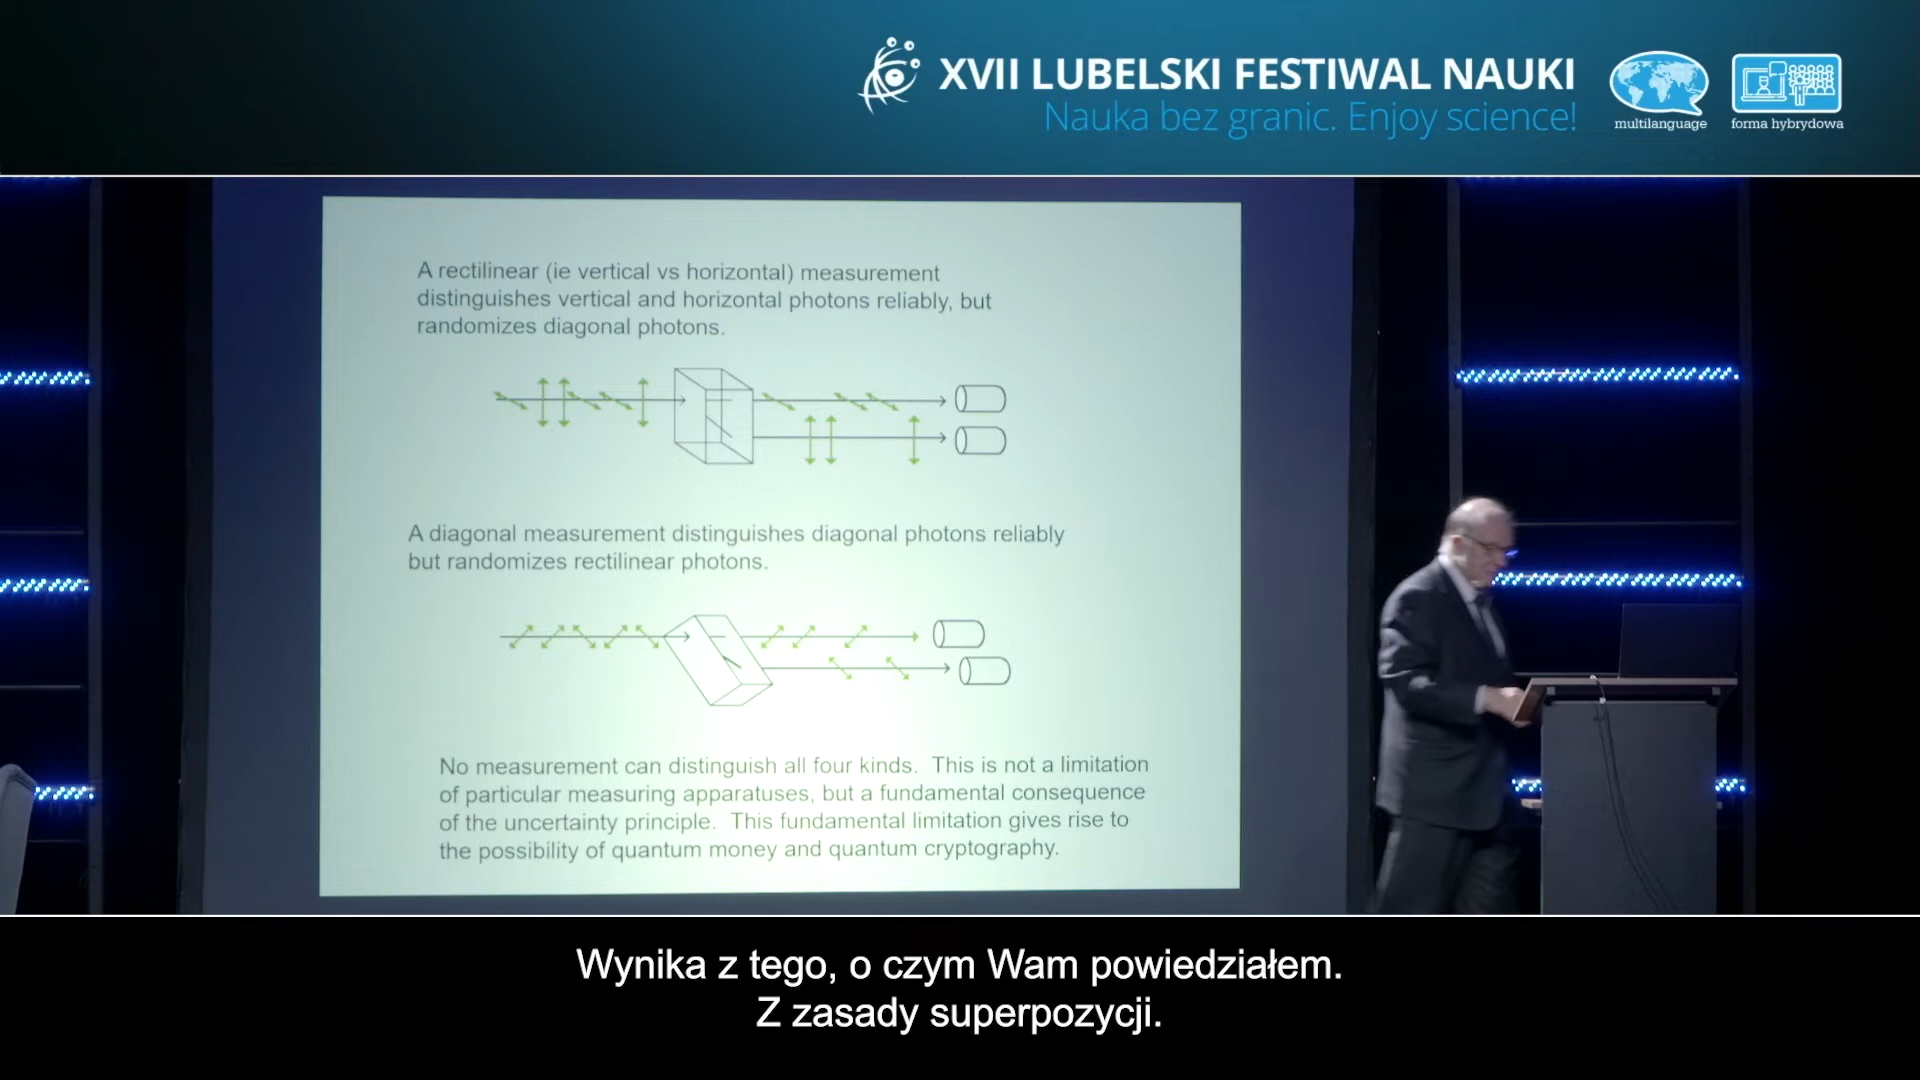 XVII LUBELSKI FESTIWAL NAUKI
Nauka bez granic. Enjoy science!
multilanguage
forma hybrydowa
A rectilinear (ie vertical vs horizontal) measurement
distinguishes vertical and horizontal photons reliably, but
randomizes diagonal photons.
A diagonal measurement distinguishes diagonal photons reliably
but randomizes rectilinear photons.
No measurement can distinguish all four kinds. This is not a limitation
of particular measuring apparatuses, but a fundamental consequence
of the uncertainty principle. This fundamental limitation gives rise to
the possibility of quantum money and quantum cryptography.
Wynika z tego, o czym Wam powiedziałem.
Z zasady superpozycji.